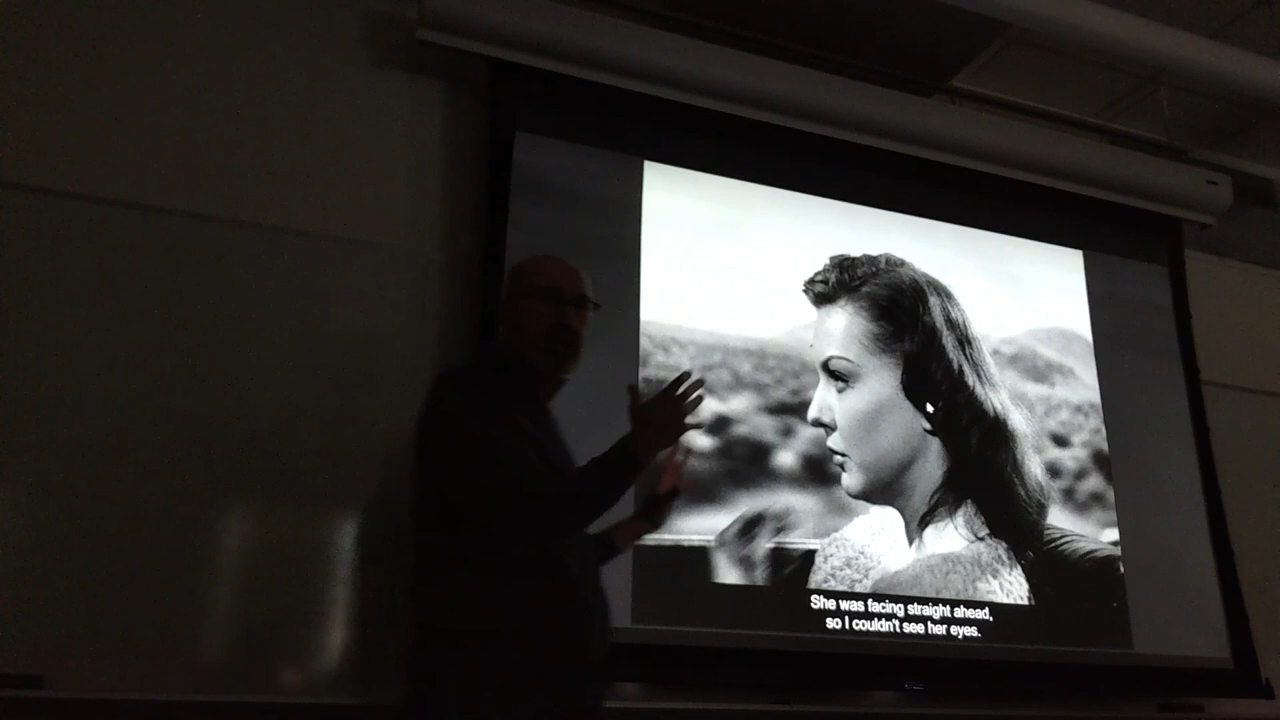 She was facing straight ahead,
so I couldn't see her eyes.